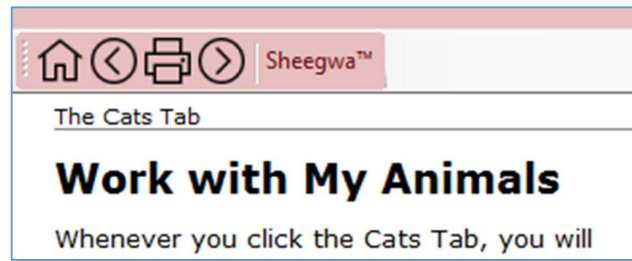 Sheegwa™
The Cats Tab
Work with My Animals
Whenever you click the Cats Tab, you will